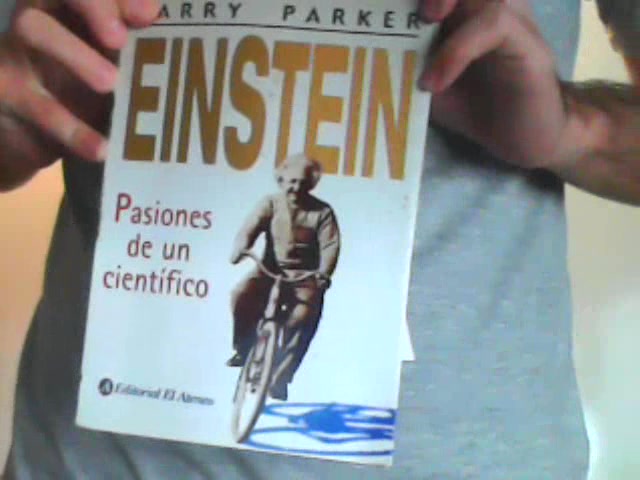 ARRY PARKER
EINSTEIN
Pasiones
de un
científico
Editorial El Ateneo